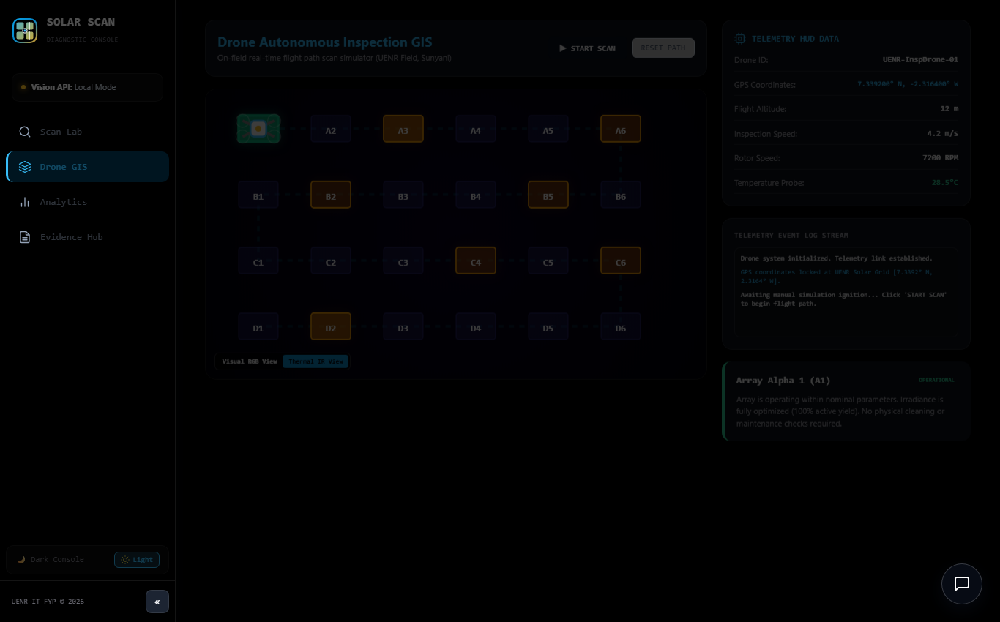 SOLAR SCAN
DIAGNOSTIC CONSOLE
Vision API: Local Mode
Scan Lab
Drone GIS
Analytics
Evidence Hub
Dark Console
Light
UENR IT FYP © 2026
«
Drone Autonomous Inspection GIS
On-field real-time flight path scan simulator (UENR Field, Sunyani)
START SCAN
RESET PATH
A2 A3 A4 A5 A6
B1 B2 B3 B4 B5 B6
C1 C2 C3 C4 C5 C6
D1 D2 D3 D4 D5 D6
Visual RGB View Thermal IR View
TELEMETRY HUD DATA
Drone ID: UENR-InspDrone-01
GPS Coordinates: 7.339200° N, -2.316400° W
Flight Altitude: 12 m
Inspection Speed: 4.2 m/s
Rotor Speed: 7200 RPM
Temperature Probe: 28.5°C
TELEMETRY EVENT LOG STREAM
Drone system initialized. Telemetry link established.
GPS coordinates locked at UENR Solar Grid [7.3392° N,
2.3164° W].
Awaiting manual simulation ignition... Click 'START SCAN'
to begin flight path.
Array Alpha 1 (A1)
OPERATIONAL
Array is operating within nominal parameters. Irradiance is
fully optimized (100% active yield). No physical cleaning or
maintenance checks required.